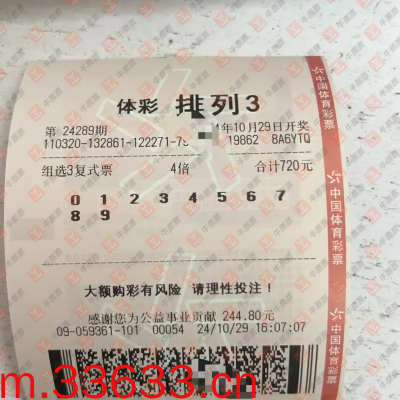 体彩 排列3
第 24289期 年10月29日开奖
110320-132861-122271-7 19862 8A6YTQ
组选3复式票 4倍 合计720元
0 1 2 3 4 5 6 7
8 9
大额购彩有风险 请理性投注!
感谢您为公益事业贡献 244.80元
09-059361-101 00054 24/10/29 16:07:07
中国体育彩票
中国体育彩票
m.33633.cn